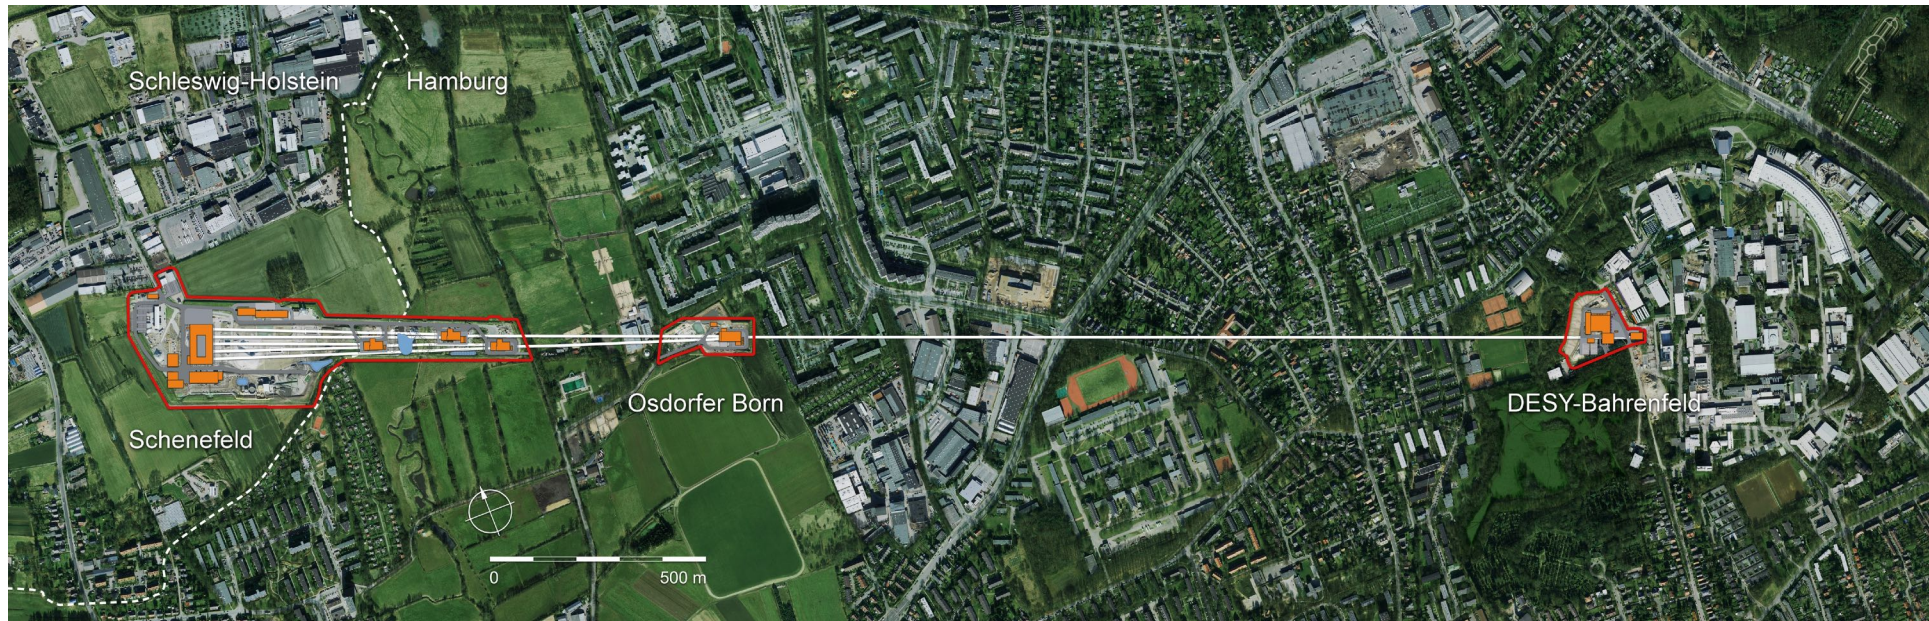 Schleswig-Holstein
Hamburg
Osdorfer Born
DESY-Bahrenfeld
Schenefeld
0
500 m